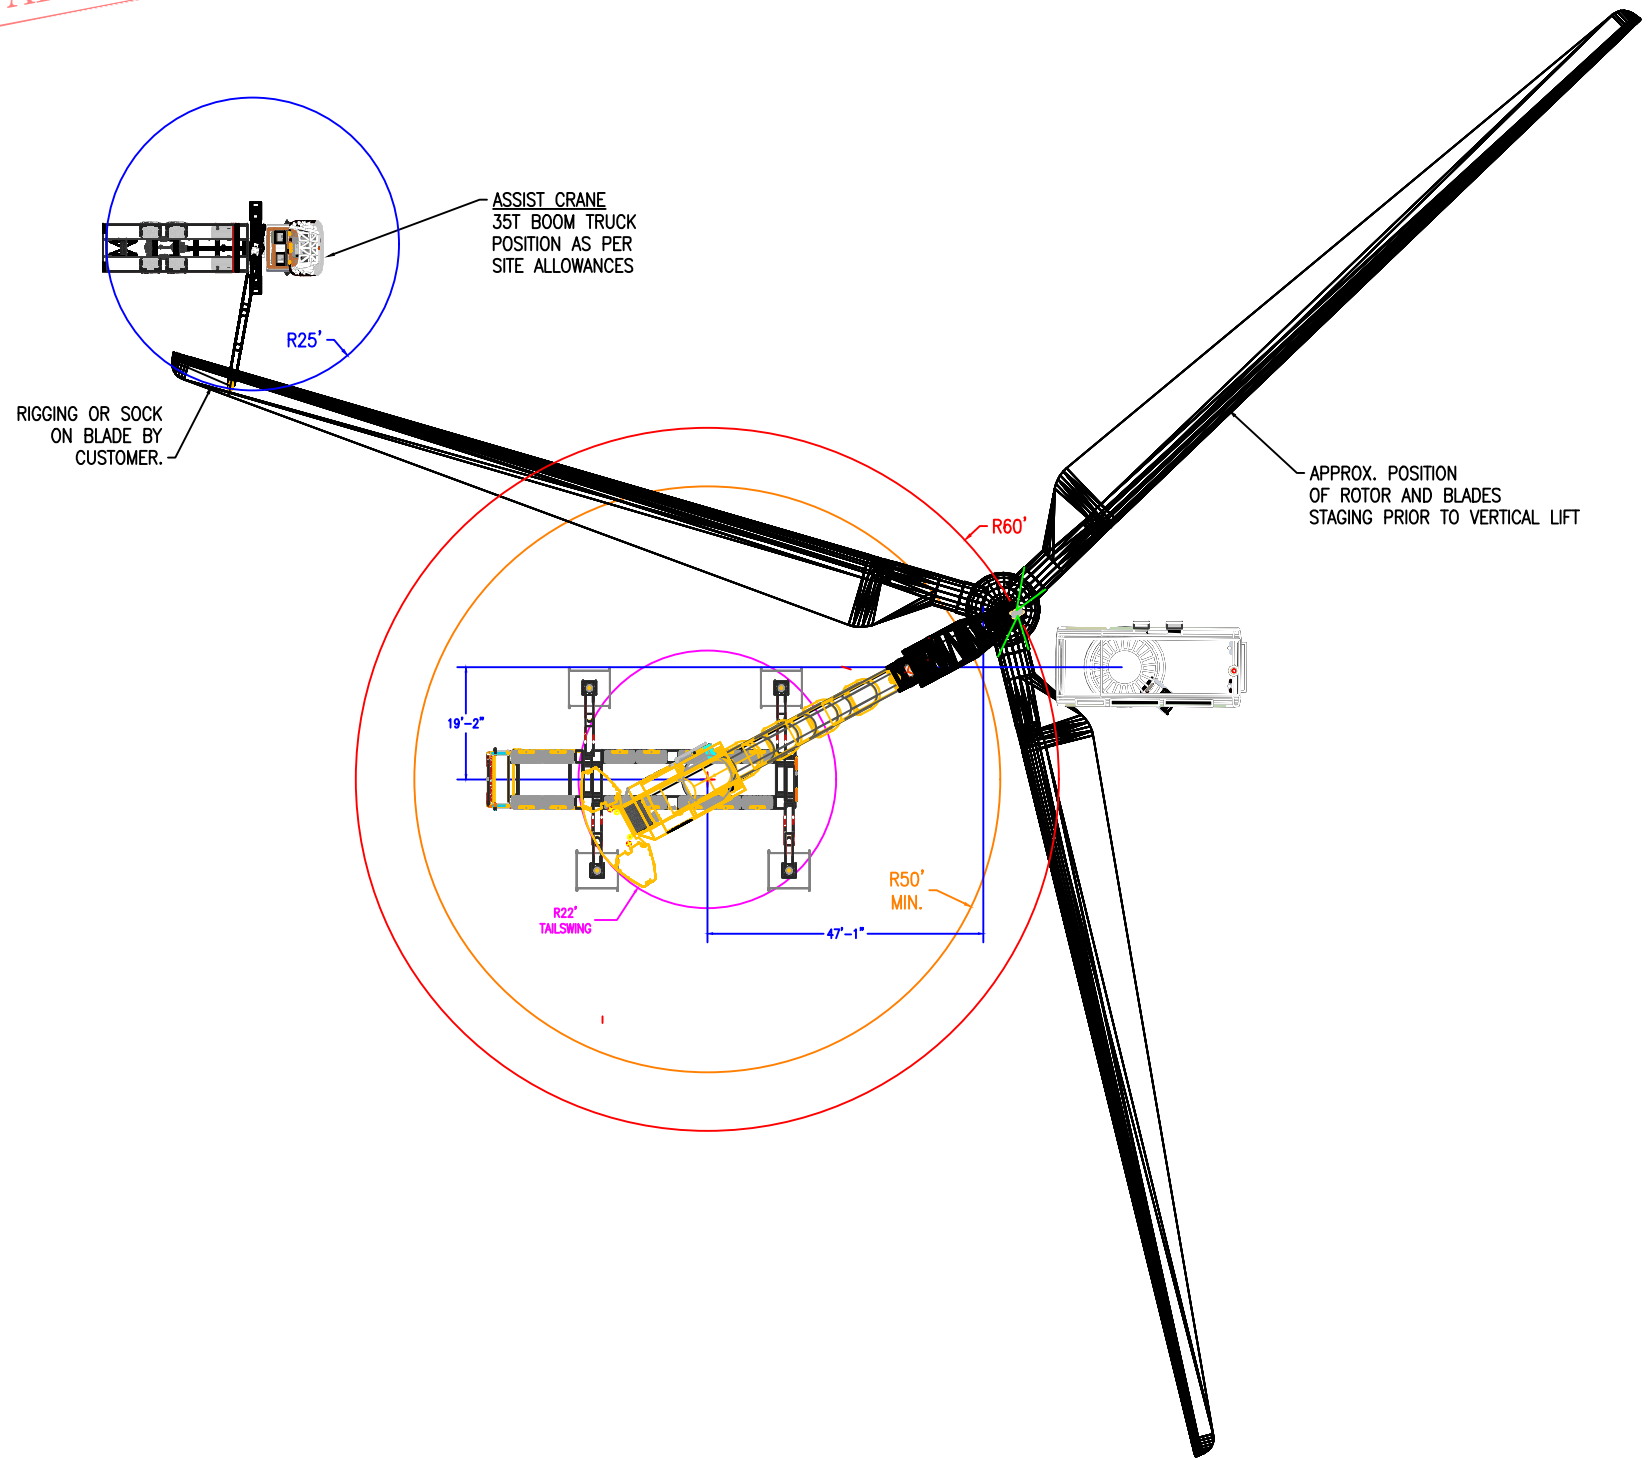 ASSIST CRANE
35T BOOM TRUCK
POSITION AS PER
SITE ALLOWANCES
R25'
RIGGING OR SOCK
ON BLADE BY
CUSTOMER.
R60'
APPROX. POSITION
OF ROTOR AND BLADES
STAGING PRIOR TO VERTICAL LIFT
19'-2"
R50'
MIN.
R22'
TAILSWING
47'-1"